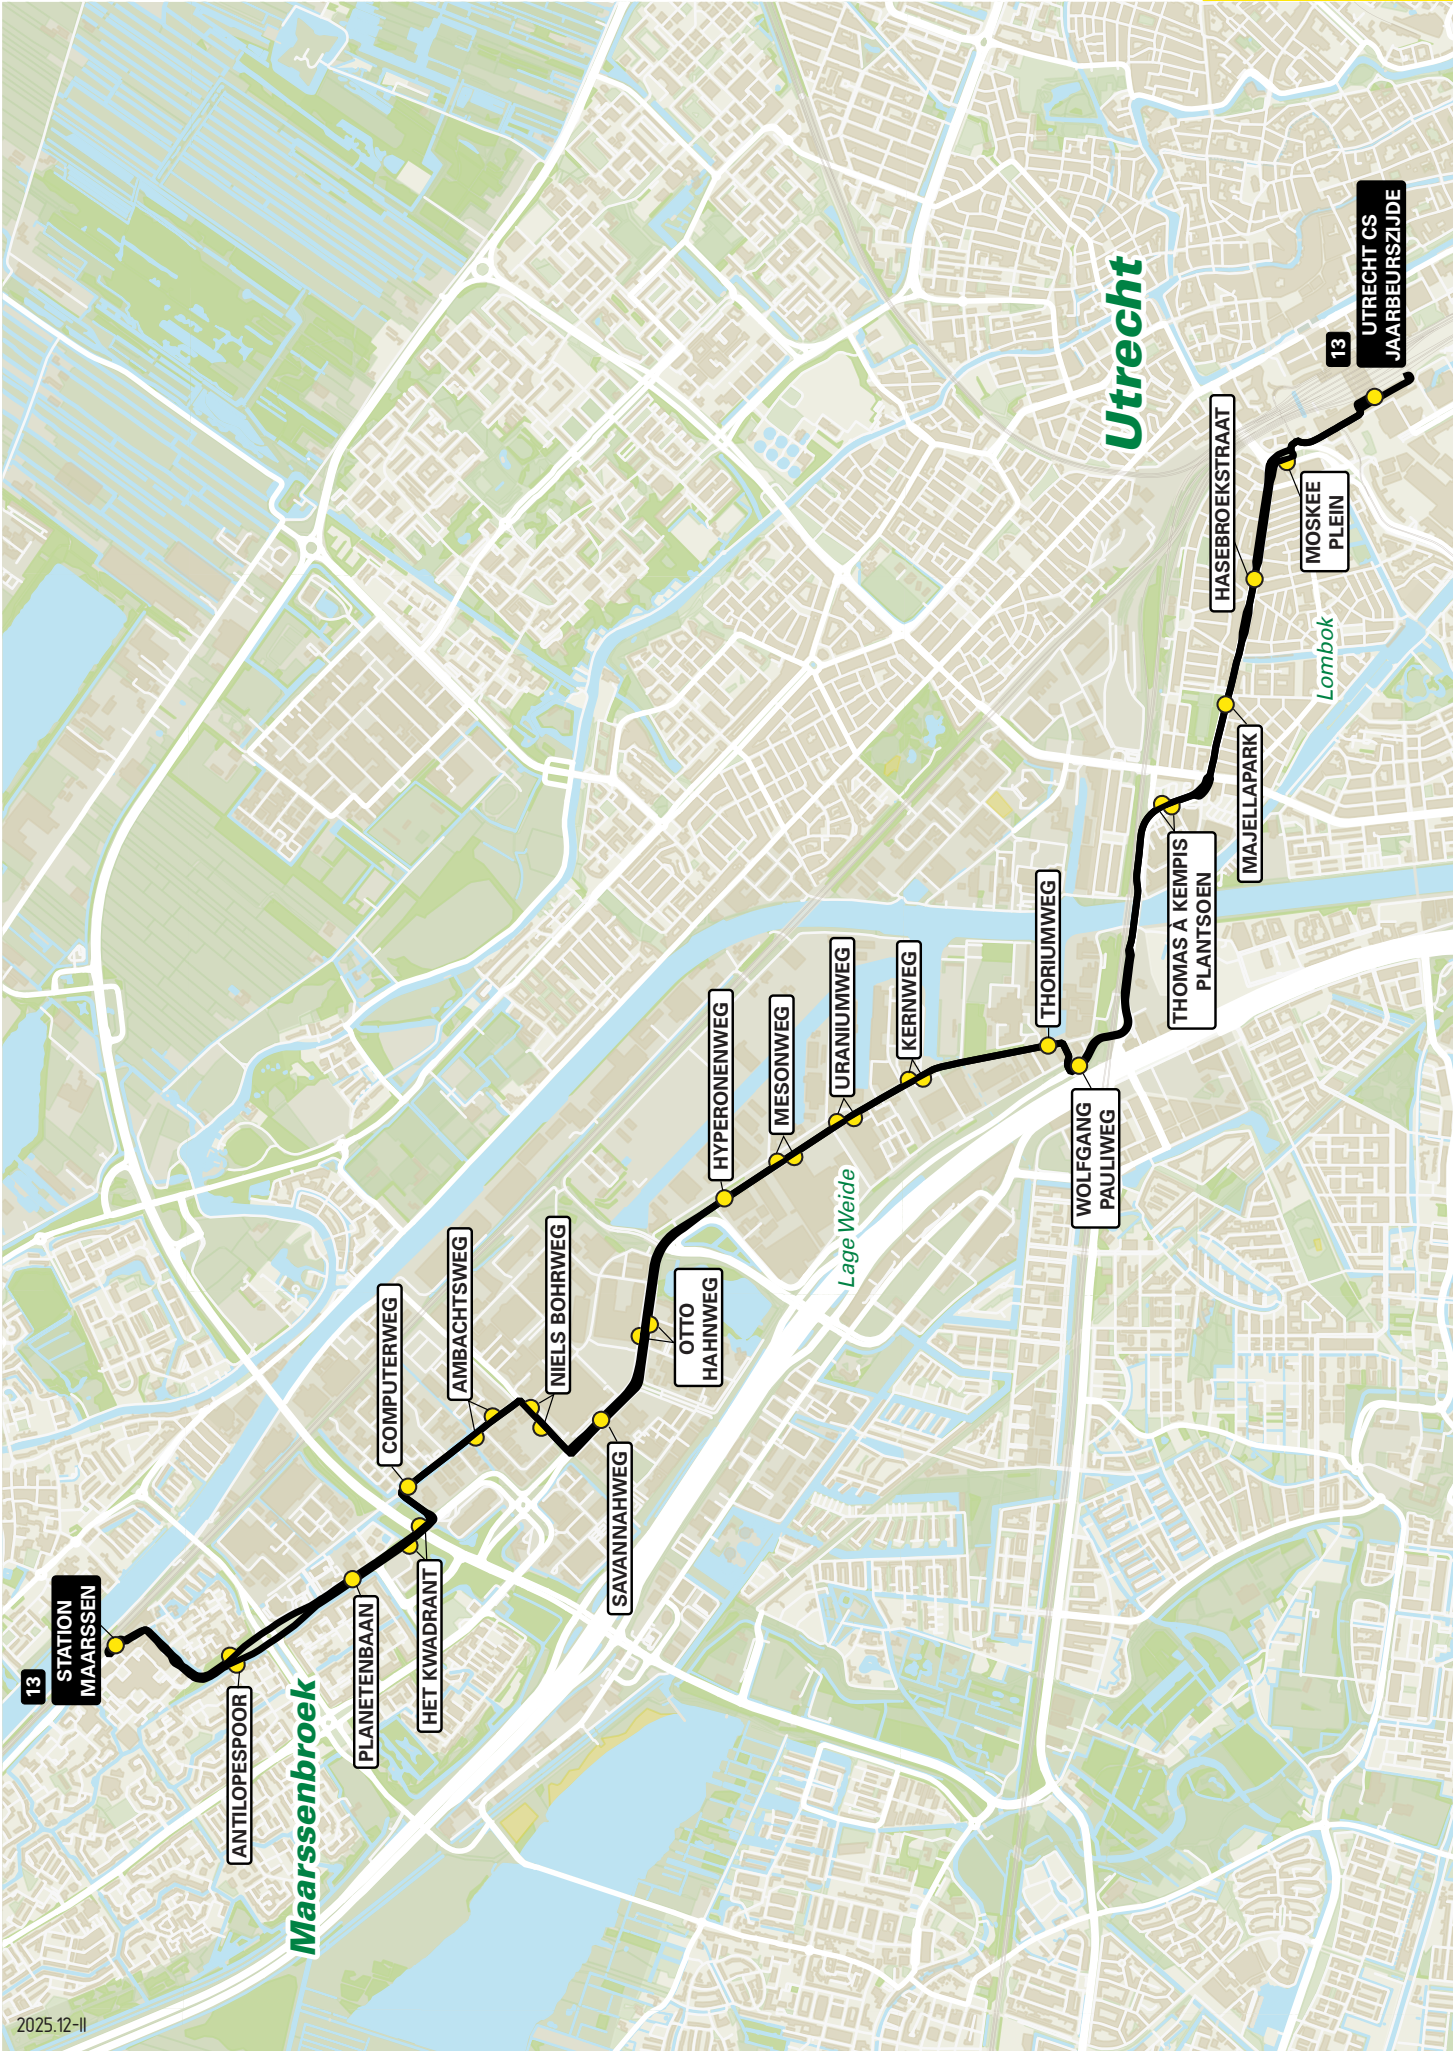 13
STATION
MAARSSEN
ANTILOPESPOOR
Maarssenbroek
PLANETENBAAN
HET KWADRANT
COMPUTERWEG
AMBACHTSWEG
NIELS BOHRWEG
SAVANNAHWEG
OTTO
HAHNWEG
HYPERONENWEG
MESONWEG
URANIUMWEG
Lage Weide
KERNWEG
THORIUMWEG
WOLFGANG
PAULIWEG
THOMAS A KEMPIS
PLANTSOEN
MAJELLAPARK
Lombok
HASEBROEKSTRAAT
MOSKEE
PLEIN
Utrecht
13
UTRECHT CS
JAARBEURSZIJDE
2025.12-II